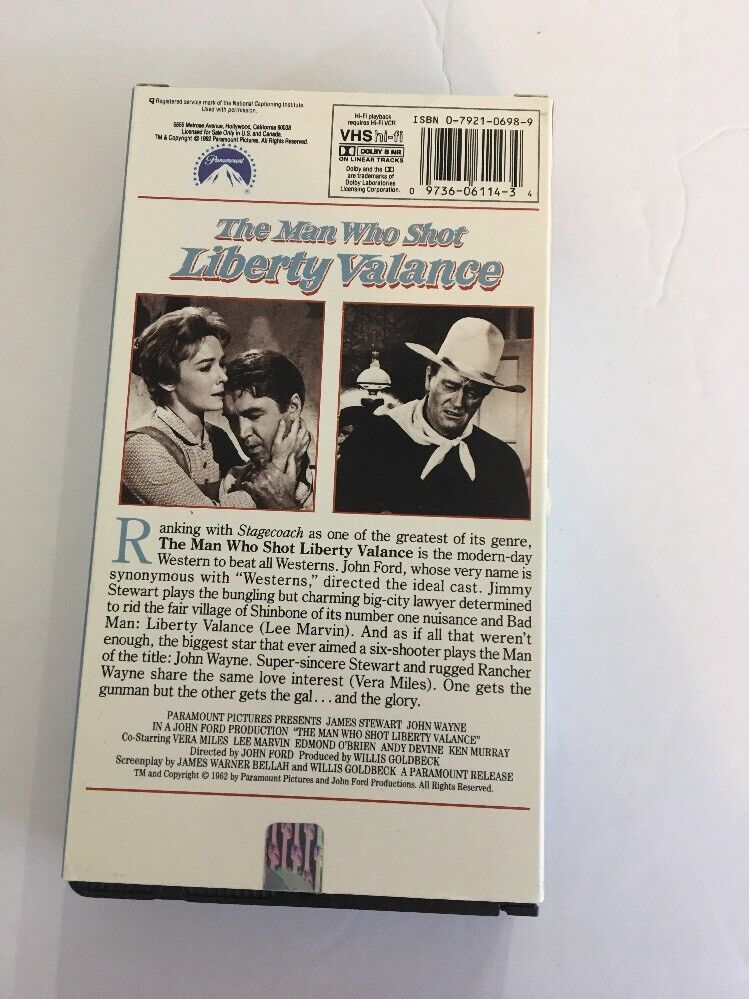 Registered service mark of the National Captioning Institute.
Used with permission.
5555 Melrose Avenue, Hollywood, California 90038
Licensed for Sale Only in U.S. and Canada.
TM & Copyright © 1992 Paramount Pictures. All Rights Reserved.
Paramount
®
Hi-Fi playback
requires Hi-Fi VCR
VHS hi-fi
DOLBY B NR
ON LINEAR TRACKS
Dolby and the
are trademarks of
Dolby Laboratories
Licensing Corporation.
ISBN 0-7921-0698-9
0 9736-06114-3 4
The Man Who Shot
Liberty Valance
Ranking with Stagecoach as one of the greatest of its genre,
The Man Who Shot Liberty Valance is the modern-day
Western to beat all Westerns. John Ford, whose very name is
synonymous with "Westerns," directed the ideal cast. Jimmy
Stewart plays the bungling but charming big-city lawyer determined
to rid the fair village of Shinbone of its number one nuisance and Bad
Man: Liberty Valance (Lee Marvin). And as if all that weren't
enough, the biggest star that ever aimed a six-shooter plays the Man
of the title: John Wayne. Super-sincere Stewart and rugged Rancher
Wayne share the same love interest (Vera Miles). One gets the
gunman but the other gets the gal...and the glory.
PARAMOUNT PICTURES PRESENTS JAMES STEWART JOHN WAYNE
IN A JOHN FORD PRODUCTION "THE MAN WHO SHOT LIBERTY VALANCE"
Co-Starring VERA MILES LEE MARVIN EDMOND O'BRIEN ANDY DEVINE KEN MURRAY
Directed by JOHN FORD Produced by WILLIS GOLDBECK
Screenplay by JAMES WARNER BELLAH and WILLIS GOLDBECK A PARAMOUNT RELEASE
TM and Copyright © 1962 by Paramount Pictures and John Ford Productions. All Rights Reserved.